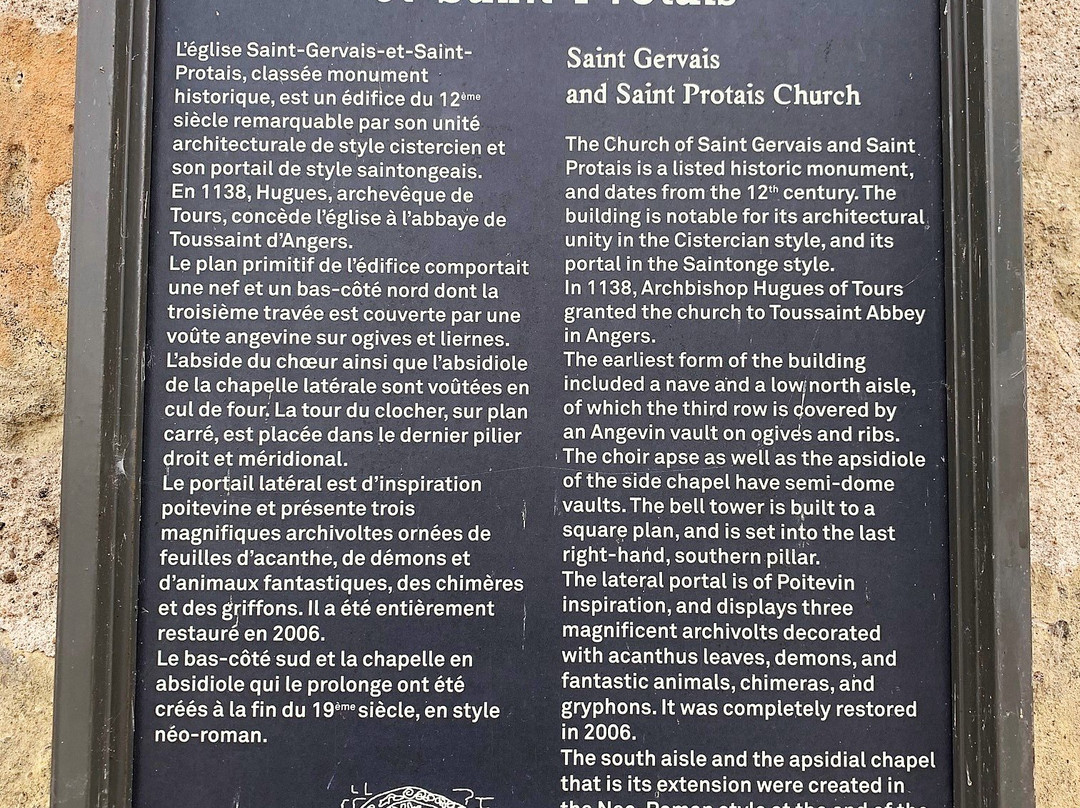 et Saint Protais
L'église Saint-Gervais-et-Saint-
Protais, classée monument
historique, est un édifice du 12ème
siècle remarquable par son unité
architecturale de style cistercien et
son portail de style saintongeais.
En 1138, Hugues, archevêque de
Tours, concède l'église à l'abbaye de
Toussaint d'Angers.
Le plan primitif de l'édifice comportait
une nef et un bas-côté nord dont la
troisième travée est couverte par une
voûte angevine sur ogives et liernes.
L'abside du chœur ainsi que l'absidiole
de la chapelle latérale sont voûtées en
cul de four. La tour du clocher, sur plan
carré, est placée dans le dernier pilier
droit et méridional.
Le portail latéral est d'inspiration
poitevine et présente trois
magnifiques archivoltes ornées de
feuilles d'acanthe, de démons et
d'animaux fantastiques, des chimères
et des griffons. Il a été entièrement
restauré en 2006.
Le bas-côté sud et la chapelle en
absidiole qui le prolonge ont été
créés à la fin du 19ème siècle, en style
néo-roman.
Saint Gervais
and Saint Protais Church
The Church of Saint Gervais and Saint
Protais is a listed historic monument,
and dates from the 12th century. The
building is notable for its architectural
unity in the Cistercian style, and its
portal in the Saintonge style.
In 1138, Archbishop Hugues of Tours
granted the church to Toussaint Abbey
in Angers.
The earliest form of the building
included a nave and a low north aisle,
of which the third row is covered by
an Angevin vault on ogives and ribs.
The choir apse as well as the apsidiole
of the side chapel have semi-dome
vaults. The bell tower is built to a
square plan, and is set into the last
right-hand, southern pillar.
The lateral portal is of Poitevin
inspiration, and displays three
magnificent archivolts decorated
with acanthus leaves, demons, and
fantastic animals, chimeras, and
gryphons. It was completely restored
in 2006.
The south aisle and the apsidial chapel
that is its extension were created in
the Neo-Roman style at the end of the